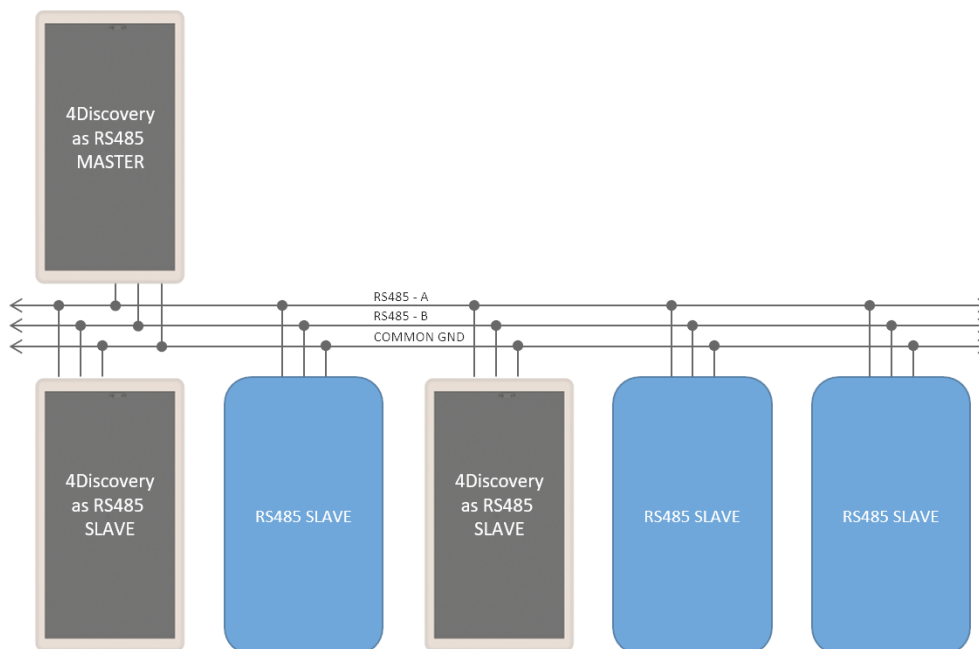 4Discovery
as RS485
MASTER
RS485 - A
RS485 - B
COMMON GND
4Discovery
as RS485
SLAVE
RS485 SLAVE
4Discovery
as RS485
SLAVE
RS485 SLAVE
RS485 SLAVE